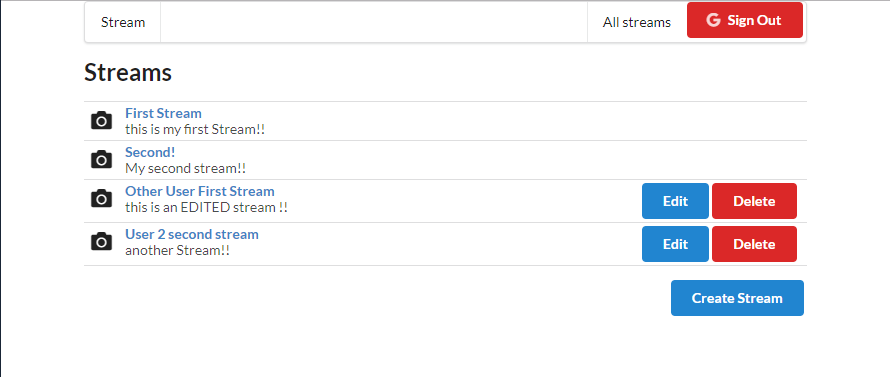 Stream All streams Sign Out
Streams
First Stream
this is my first Stream!!
Second!
My second stream!!
Other User First Stream
this is an EDITED stream !!
Edit Delete
User 2 second stream
another Stream!!
Edit Delete
Create Stream